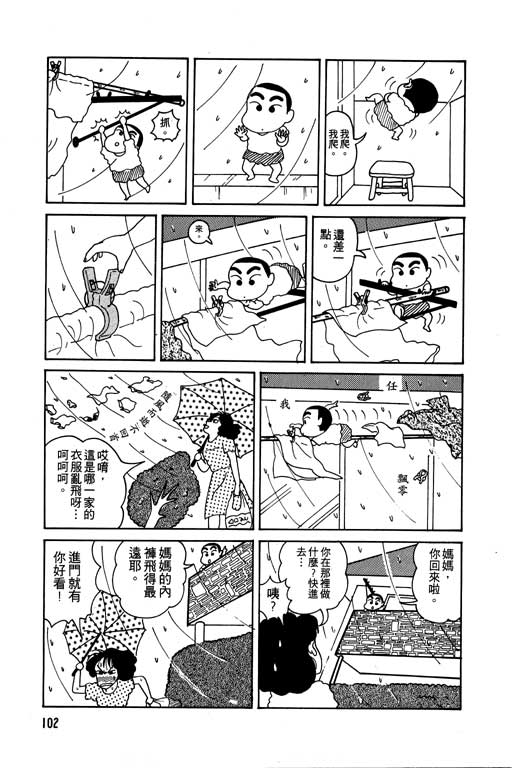 我爬。
我爬。
抓。
還差一
點。
來。
任
我
飄零
哎唷，
這是哪一家的
衣服亂飛呀…
呵呵呵。
媽媽，
你回來啦。
你在那裡做
什麼?快進
去…
咦?
媽媽的內
褲飛得最
遠耶。
進門就有
你好看!
102